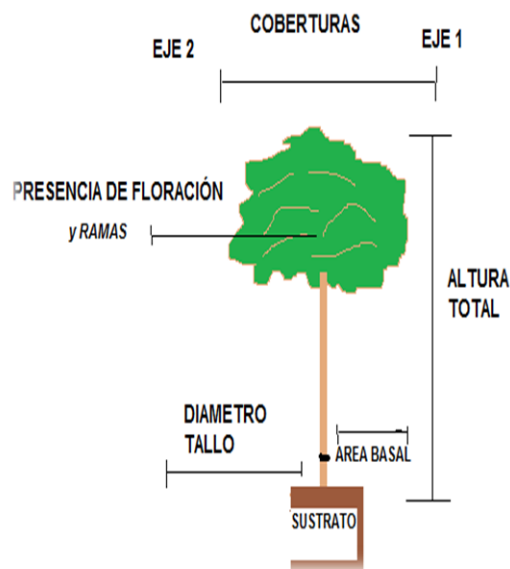 COBERTURAS
EJE 2
EJE 1
PRESENCIA DE FLORACIÓN
y RAMAS
ALTURA
TOTAL
DIAMETRO
TALLO
AREA BASAL
SUSTRATO